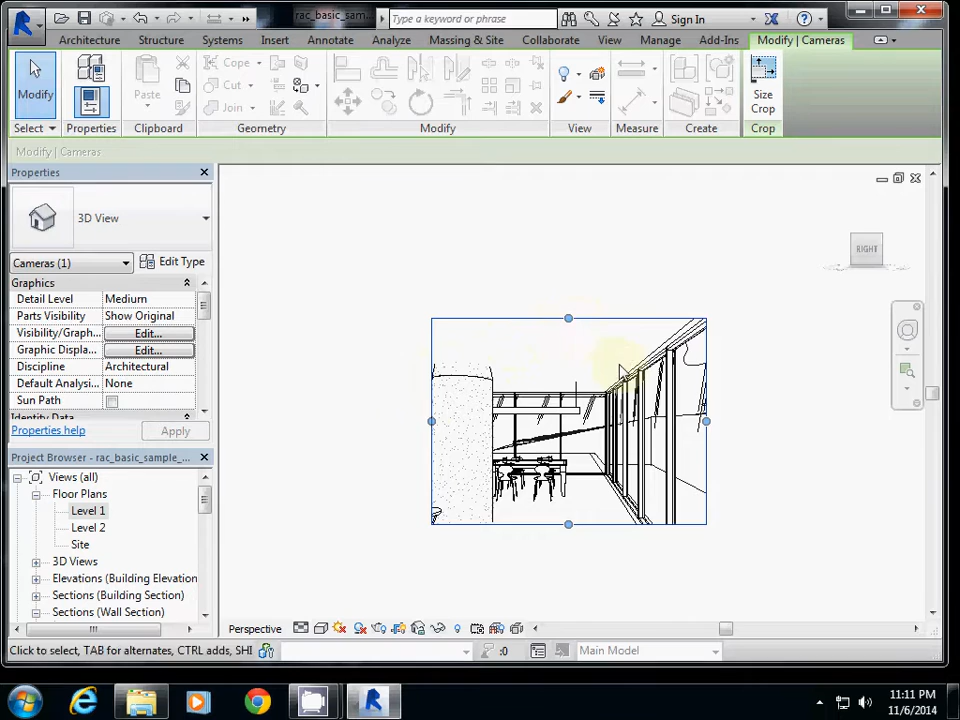 rac_basic_sam...
Type a keyword or phrase
Sign In
Architecture
Structure
Systems
Insert
Annotate
Analyze
Massing & Site
Collaborate
View
Manage
Add-Ins
Modify | Cameras
Modify
Paste
Cope
Cut
Join
Size
Crop
Select
Properties
Clipboard
Geometry
Modify
View
Measure
Create
Crop
Modify | Cameras
Properties
3D View
Cameras (1)
Edit Type
Graphics
Detail Level
Medium
Parts Visibility
Show Original
Visibility/Graph...
Edit...
Graphic Displa...
Edit...
Discipline
Architectural
Default Analysi...
None
Sun Path
Identity Data
Properties help
Apply
Project Browser - rac_basic_sample_...
Views (all)
Floor Plans
Level 1
Level 2
Site
3D Views
Elevations (Building Elevation
Sections (Building Section)
Sections (Wall Section)
RIGHT
Perspective
Click to select, TAB for alternates, CTRL adds, SHI
:0
Main Model
11:11 PM
11/6/2014